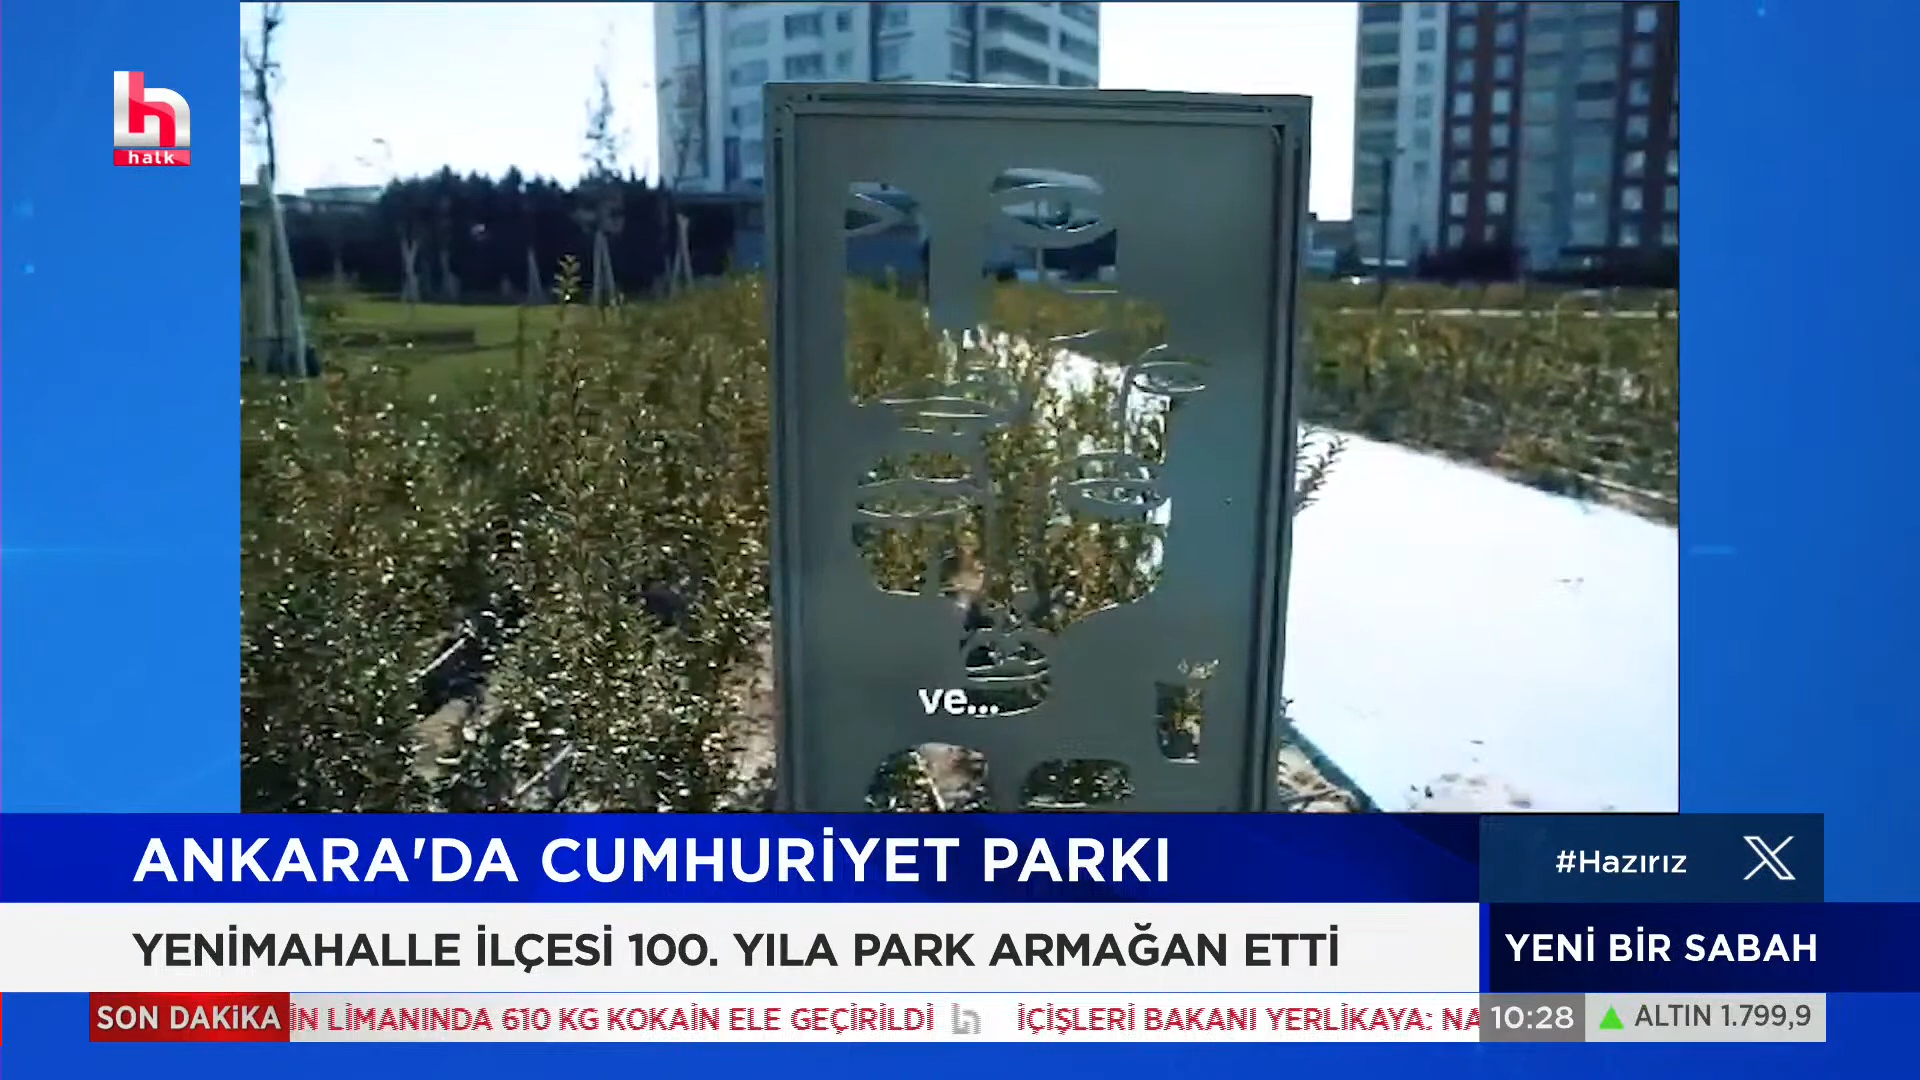 halk
ve...
ANKARA'DA CUMHURİYET PARKI
#Hazırız
YENİMAHALLE İLÇESİ 100. YILA PARK ARMAĞAN ETTİ
YENİ BİR SABAH
SON DAKİKA
İN LİMANINDA 610 KG KOKAİN ELE GEÇİRİLDİ
İÇİŞLERİ BAKANI YERLİKAYA: NA
10:28
ALTIN 1.799,9